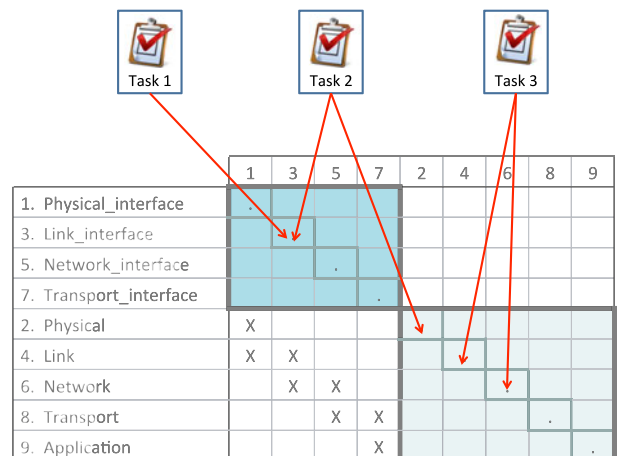 Task 1 Task 2 Task 3
1 3 5 7 2 4 6 8 9
1. Physical_interface .
3. Link_interface
5. Network_interface .
7. Transport_interface .
2. Physical X
4. Link X X
6. Network X X .
8. Transport X X .
9. Application X .